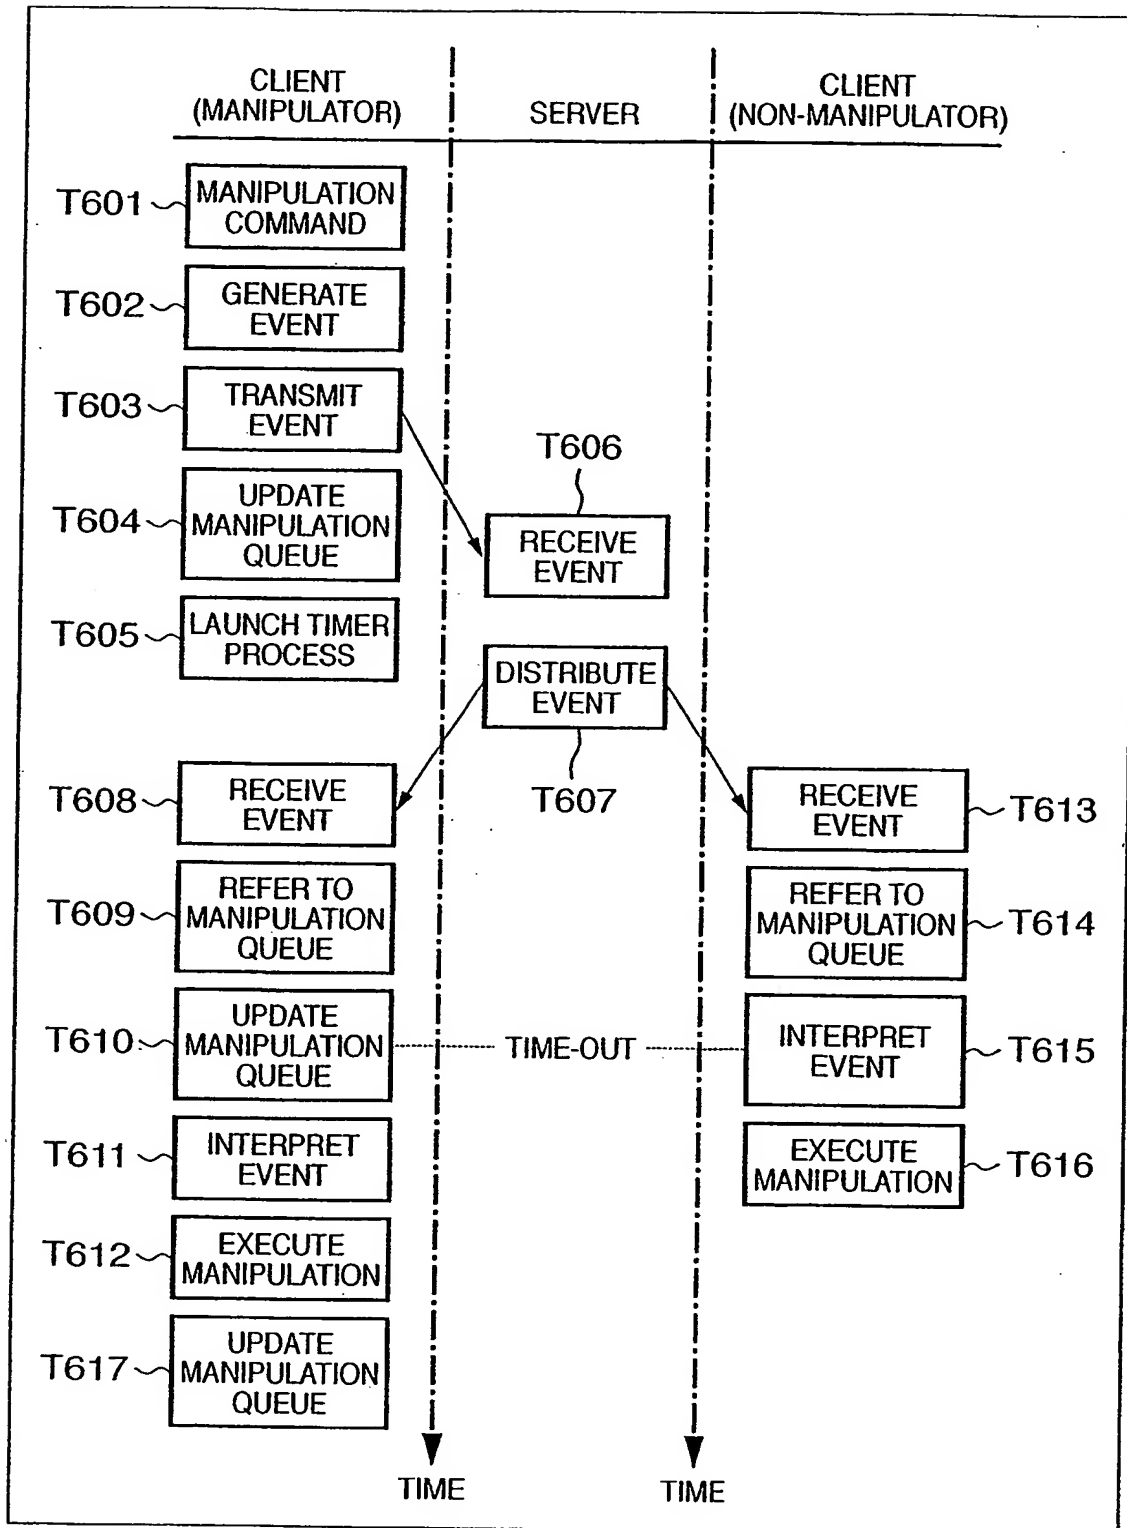 CLIENT
(MANIPULATOR)
SERVER
CLIENT
(NON-MANIPULATOR)
T601
MANIPULATION
COMMAND
T602
GENERATE
EVENT
T603
TRANSMIT
EVENT
T604
UPDATE
MANIPULATION
QUEUE
T605
LAUNCH TIMER
PROCESS
T606
RECEIVE
EVENT
DISTRIBUTE
EVENT
T607
T608
RECEIVE
EVENT
T609
REFER TO
MANIPULATION
QUEUE
T610
UPDATE
MANIPULATION
QUEUE
TIME-OUT
T611
INTERPRET
EVENT
T612
EXECUTE
MANIPULATION
T617
UPDATE
MANIPULATION
QUEUE
RECEIVE
EVENT
T613
REFER TO
MANIPULATION
QUEUE
T614
INTERPRET
EVENT
T615
EXECUTE
MANIPULATION
T616
TIME
TIME